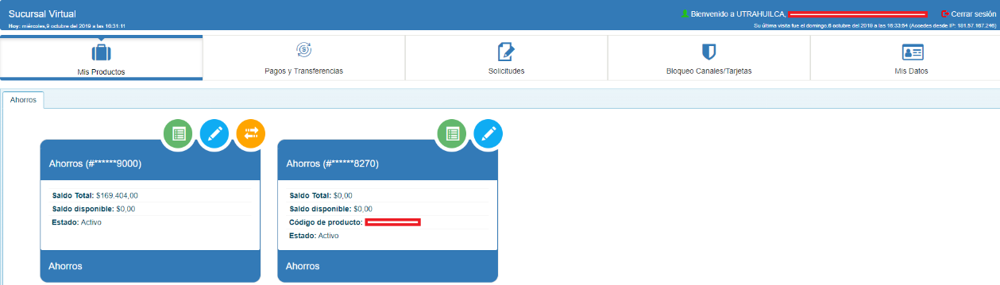 Sucursal Virtual
Bienvenido a UTRAHUILCA,
Cerrar sesión
Hoy: miércoles,9 octubre del 2019 a las 16:31:11
Su última visita fue el domingo,6 octubre del 2019 a las 16:33:54 (Accedes desde IP: 181.57.167.246)
Mis Productos
Pagos y Transferencias
Solicitudes
Bloqueo Canales/Tarjetas
Mis Datos
Ahorros
Ahorros (#******9000)
Saldo Total: $169.404,00
Saldo disponible: $0,00
Estado: Activo
Ahorros
Ahorros (#******8270)
Saldo Total: $0,00
Saldo disponible: $0,00
Código de producto:
Estado: Activo
Ahorros